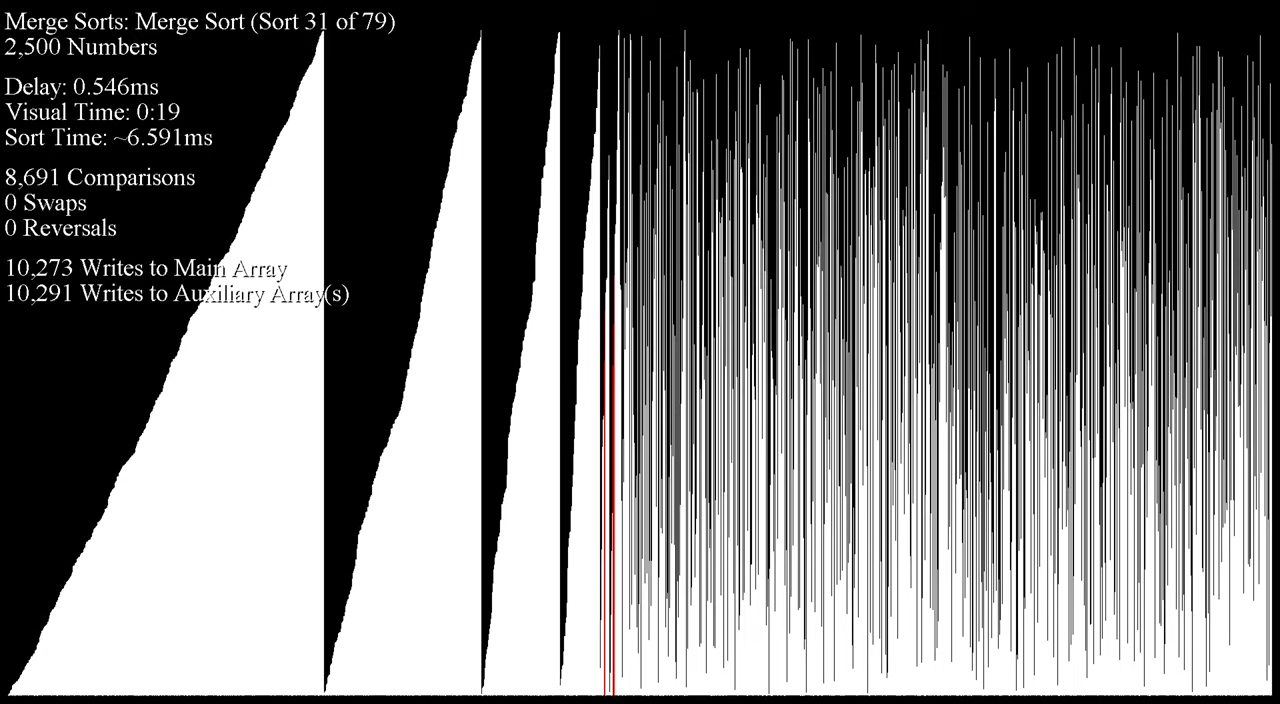 Merge Sorts: Merge Sort (Sort 31 of 79)
2,500 Numbers
Delay: 0.546ms
Visual Time: 0:19
Sort Time: ~6.591ms
8,691 Comparisons
0 Swaps
0 Reversals
10,273 Writes to Main Array
10,291 Writes to Auxiliary Array(s)